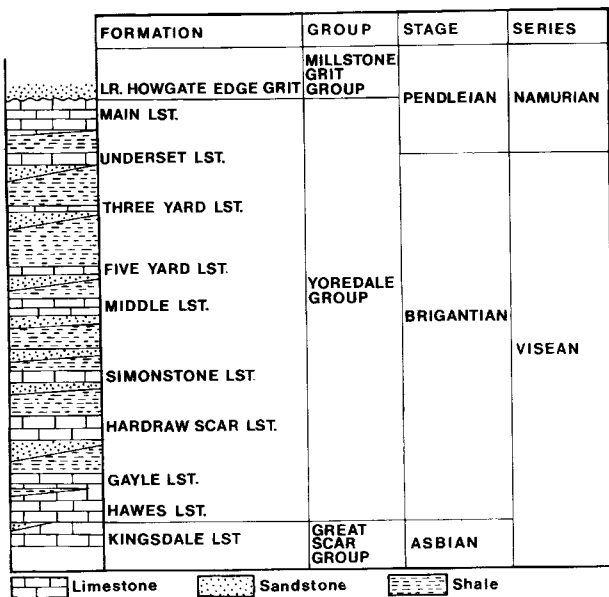 FORMATION
GROUP
STAGE
SERIES
LR. HOWGATE EDGE GRIT
MILLSTONE
GRIT
GROUP
PENDLEIAN
NAMURIAN
MAIN LST.
UNDERSET LST.
THREE YARD LST.
FIVE YARD LST.
YOREDALE
GROUP
MIDDLE LST.
BRIGANTIAN
VISEAN
SIMONSTONE LST.
HARDRAW SCAR LST.
GAYLE LST.
HAWES LST.
KINGSDALE LST
GREAT
SCAR
GROUP
ASBIAN
Limestone
Sandstone
Shale